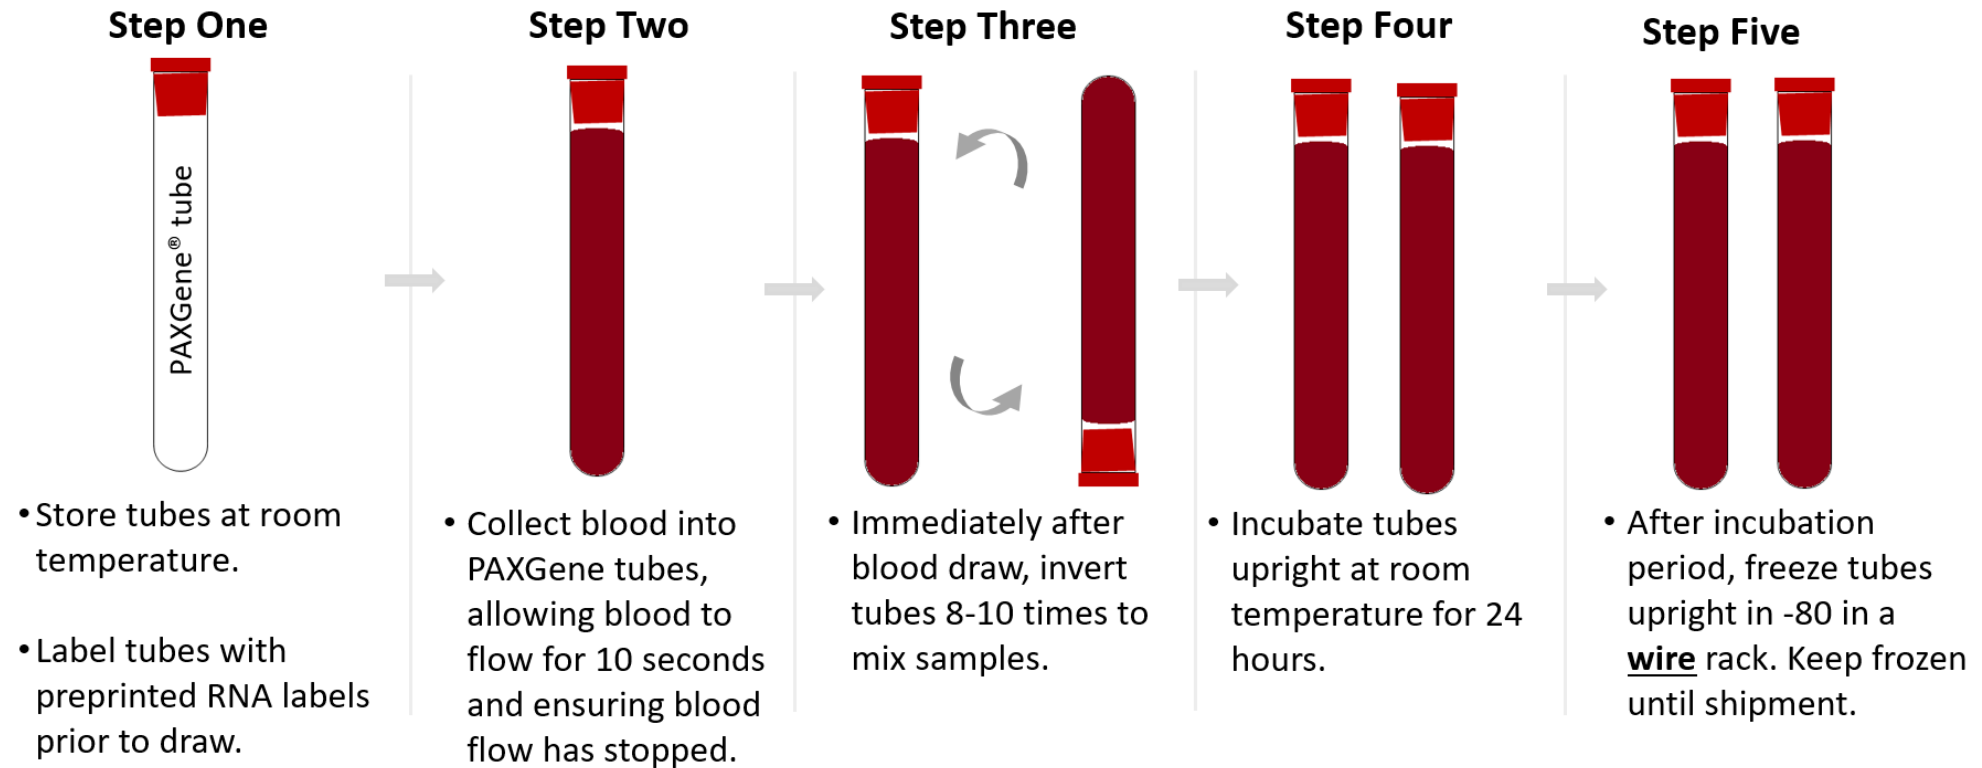 Step One
PAXGene® tube
• Store tubes at room
temperature.
• Label tubes with
preprinted RNA labels
prior to draw.
Step Two
• Collect blood into
PAXGene tubes,
allowing blood to
flow for 10 seconds
and ensuring blood
flow has stopped.
Step Three
• Immediately after
blood draw, invert
tubes 8-10 times to
mix samples.
Step Four
• Incubate tubes
upright at room
temperature for 24
hours.
Step Five
• After incubation
period, freeze tubes
upright in -80 in a
wire rack. Keep frozen
until shipment.